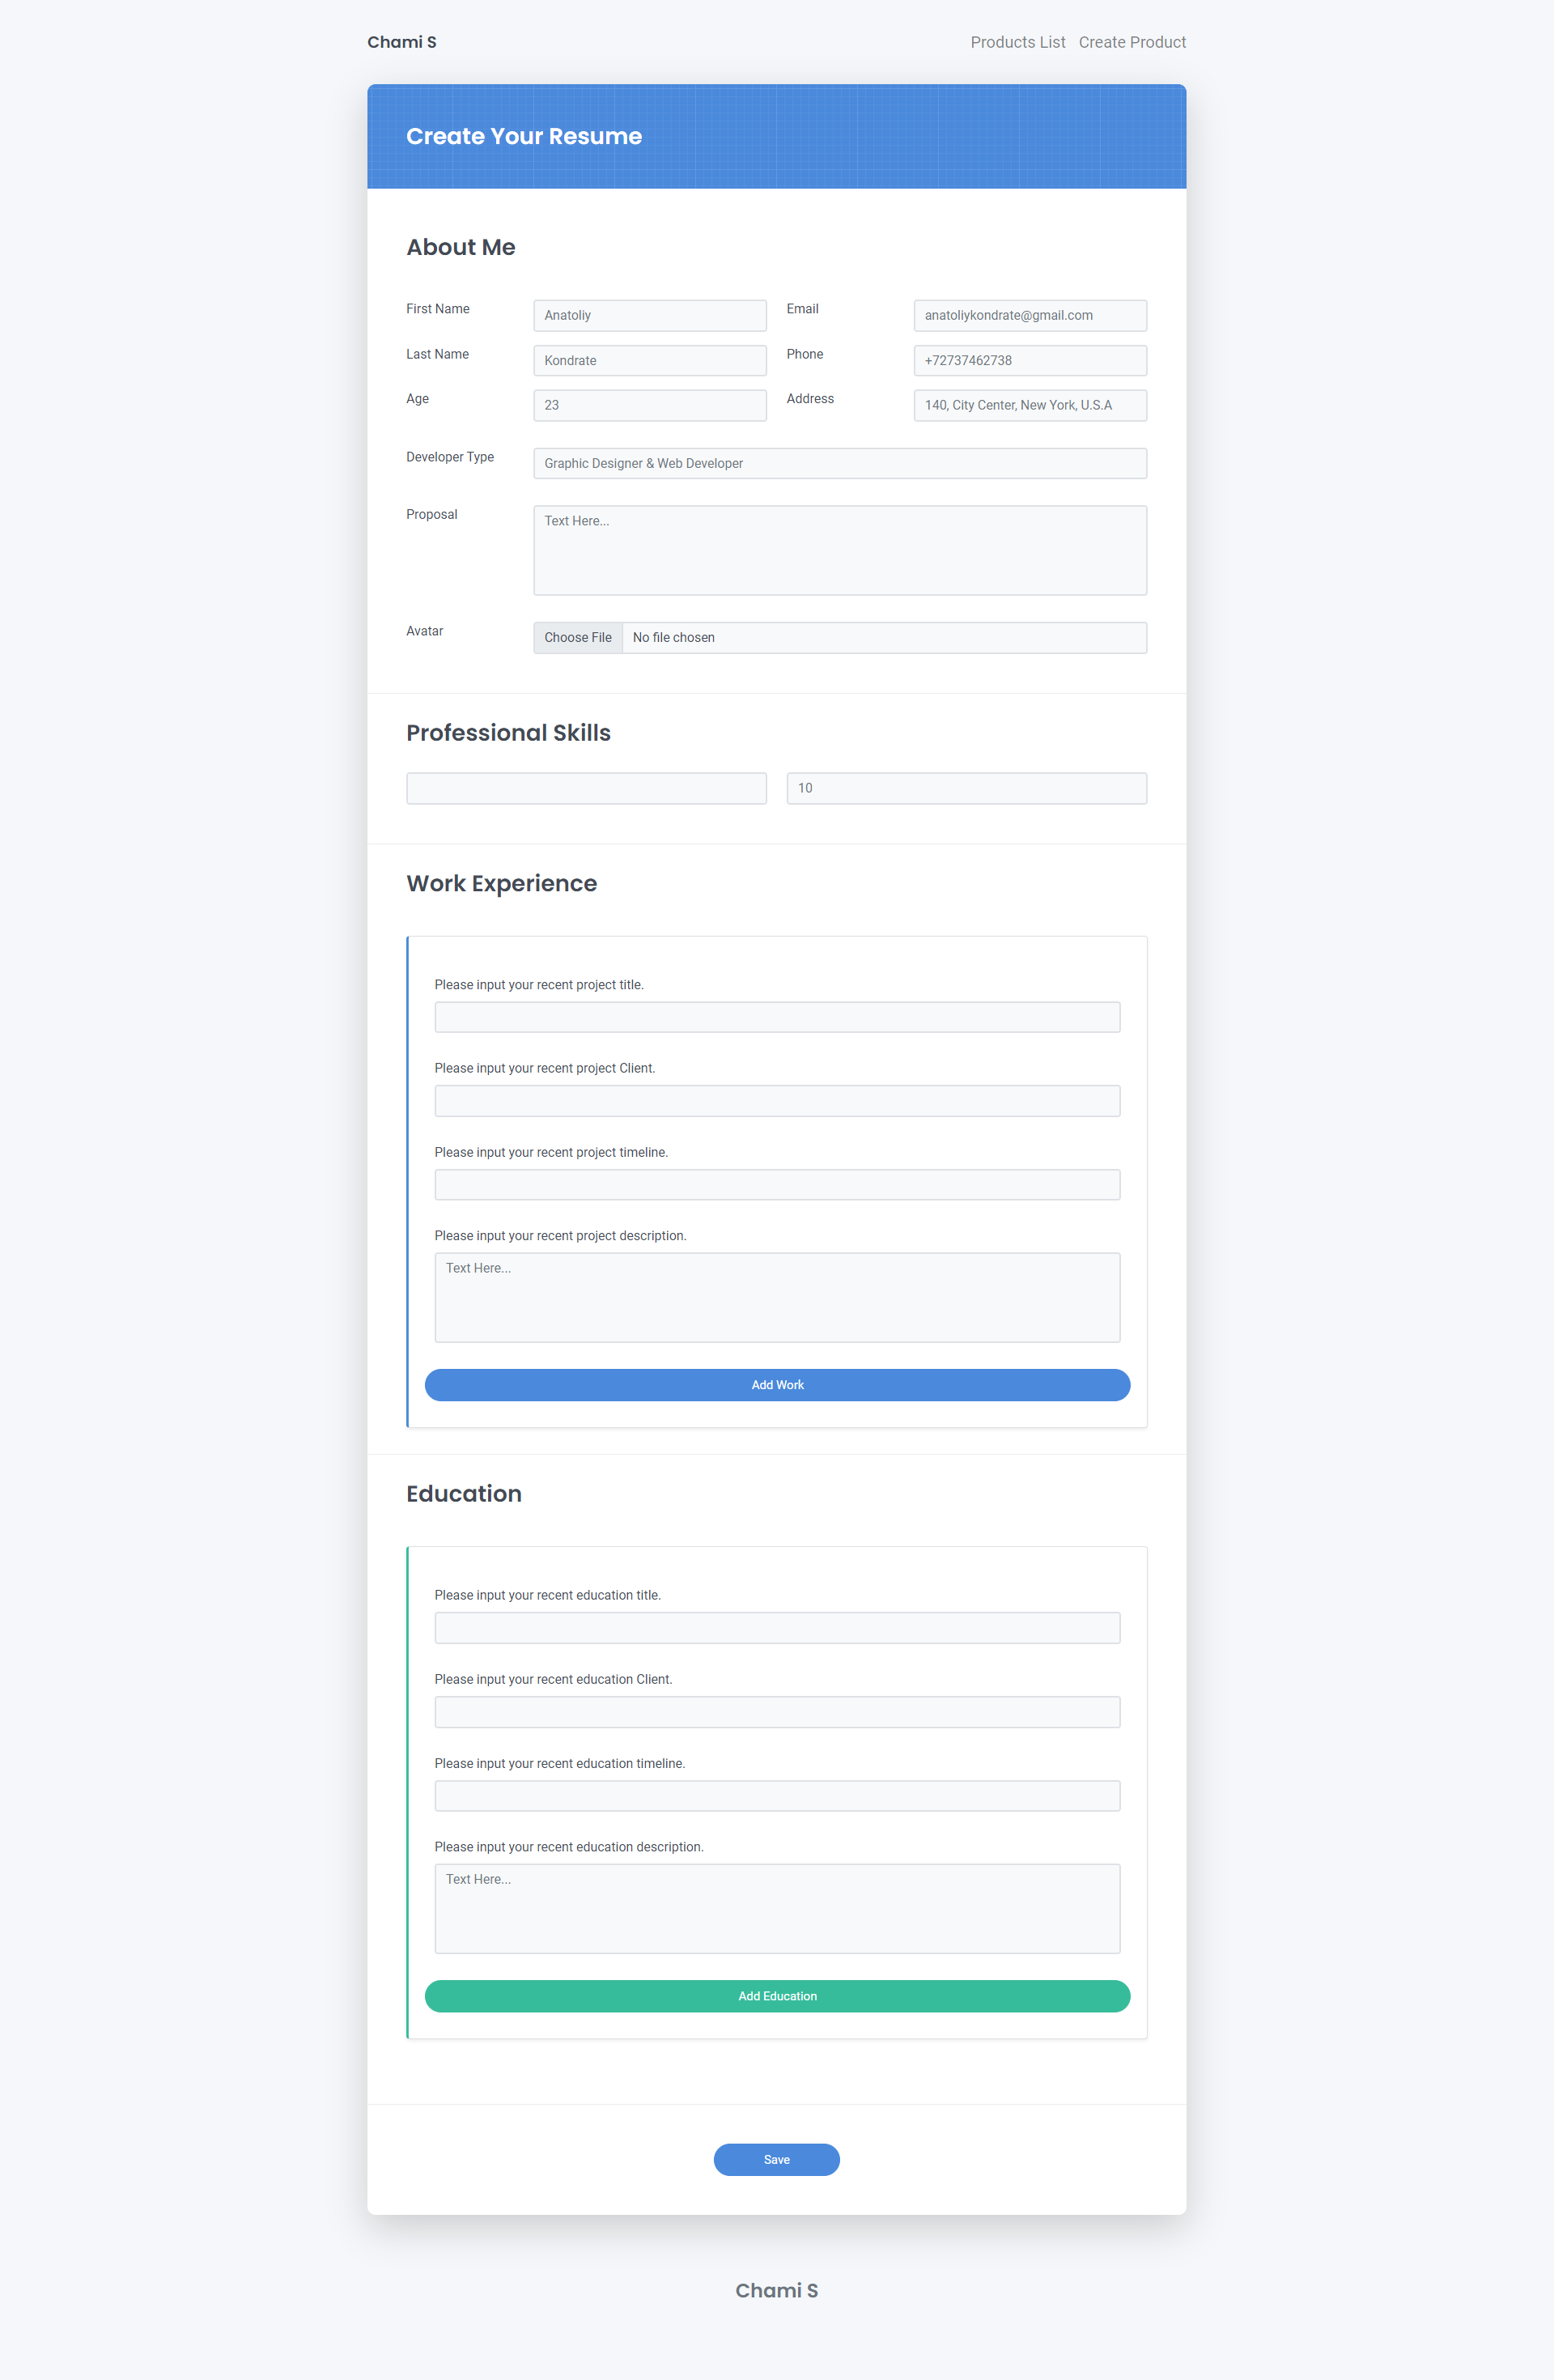 Chami S
Products List Create Product
Create Your Resume
About Me
First Name Anatoliy Email anatoliykondrate@gmail.com
Last Name Kondrate Phone +72737462738
Age 23 Address 140, City Center, New York, U.S.A
Developer Type Graphic Designer & Web Developer
Proposal Text Here...
Avatar Choose File No file chosen
Professional Skills
10
Work Experience
Please input your recent project title.
Please input your recent project Client.
Please input your recent project timeline.
Please input your recent project description.
Text Here...
Add Work
Education
Please input your recent education title.
Please input your recent education Client.
Please input your recent education timeline.
Please input your recent education description.
Text Here...
Add Education
Save
Chami S